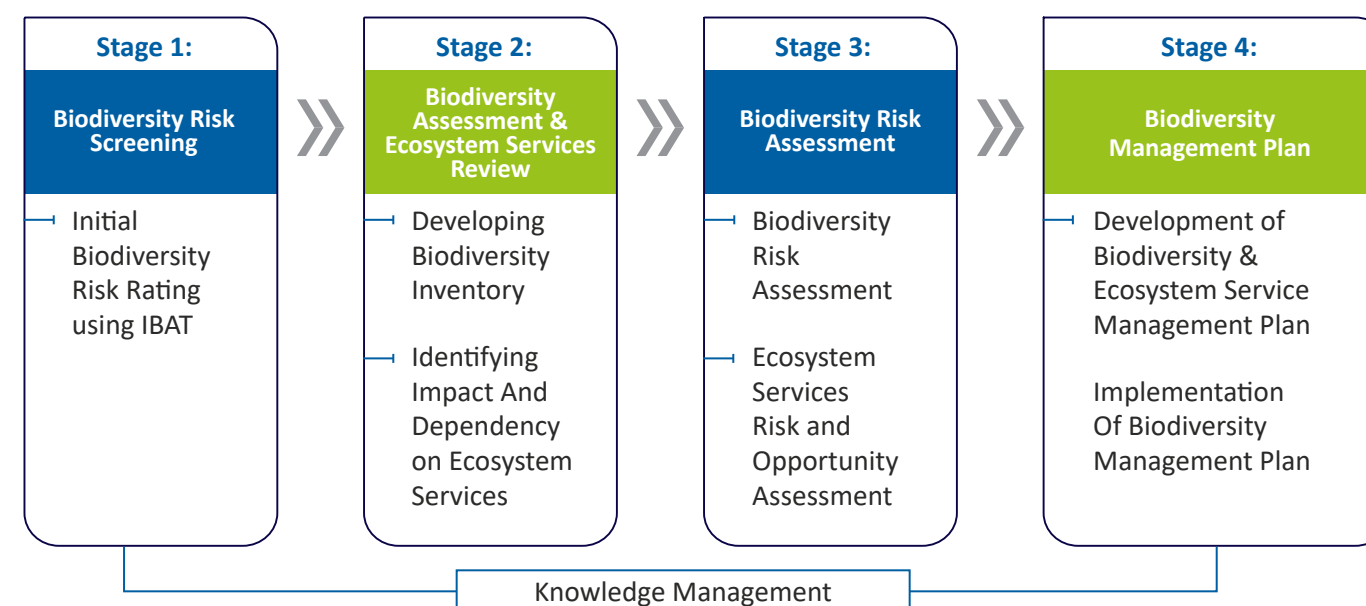 Stage 1:
Biodiversity Risk
Screening
Initial
Biodiversity
Risk Rating
using IBAT
Stage 2:
Biodiversity
Assessment &
Ecosystem Services
Review
Developing
Biodiversity
Inventory
Identifying
Impact And
Dependency
on Ecosystem
Services
Stage 3:
Biodiversity Risk
Assessment
Biodiversity
Risk
Assessment
Ecosystem
Services
Risk and
Opportunity
Assessment
Stage 4:
Biodiversity
Management Plan
Development of
Biodiversity &
Ecosystem Service
Management Plan
Implementation
Of Biodiversity
Management Plan
Knowledge Management